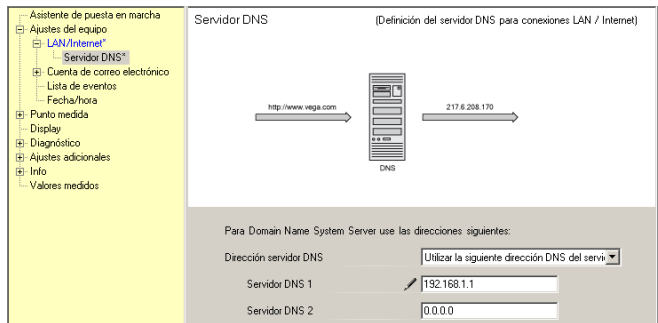 Asistente de puesta en marcha
Ajustes del equipo
LAN/Internet*
Servidor DNS*
Cuenta de correo electrónico
Lista de eventos
Fecha/hora
Punto medida
Display
Diagnóstico
Ajustes adicionales
Info
Valores medidos
Servidor DNS
(Definición del servidor DNS para conexiones LAN / Internet)
http://www.vega.com
217.6.208.170
DNS
Para Domain Name System Server use las direcciones siguientes:
Dirección servidor DNS
Utilizar la siguiente dirección DNS del servi
Servidor DNS 1
192.168.1.1
Servidor DNS 2
0.0.0.0